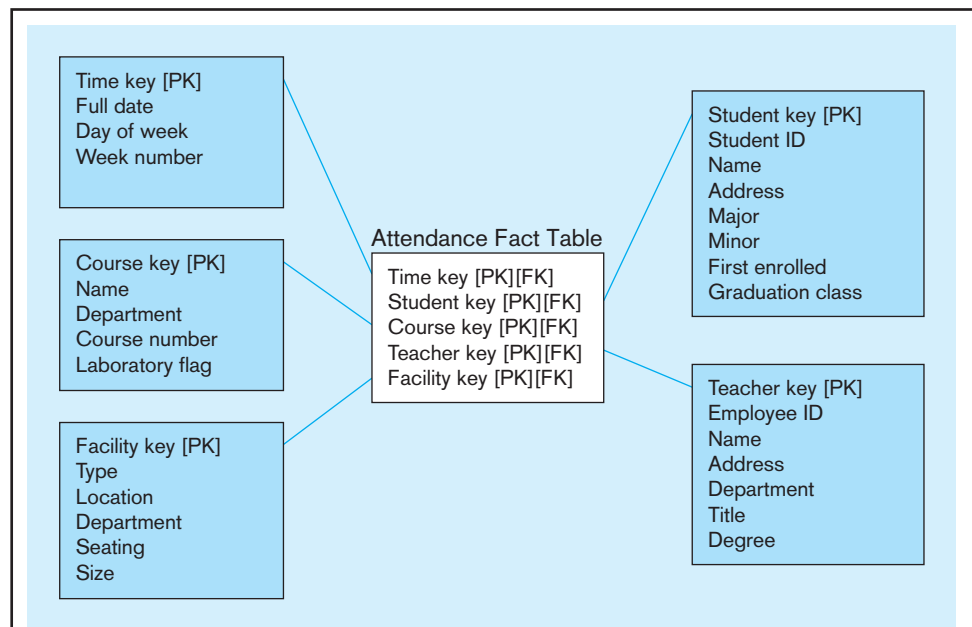 Time key [PK]
Full date
Day of week
Week number
Course key [PK]
Name
Department
Course number
Laboratory flag
Facility key [PK]
Type
Location
Department
Seating
Size
Attendance Fact Table
Time key [PK][FK]
Student key [PK][FK]
Course key [PK][FK]
Teacher key [PK][FK]
Facility key [PK][FK]
Student key [PK]
Student ID
Name
Address
Major
Minor
First enrolled
Graduation class
Teacher key [PK]
Employee ID
Name
Address
Department
Title
Degree